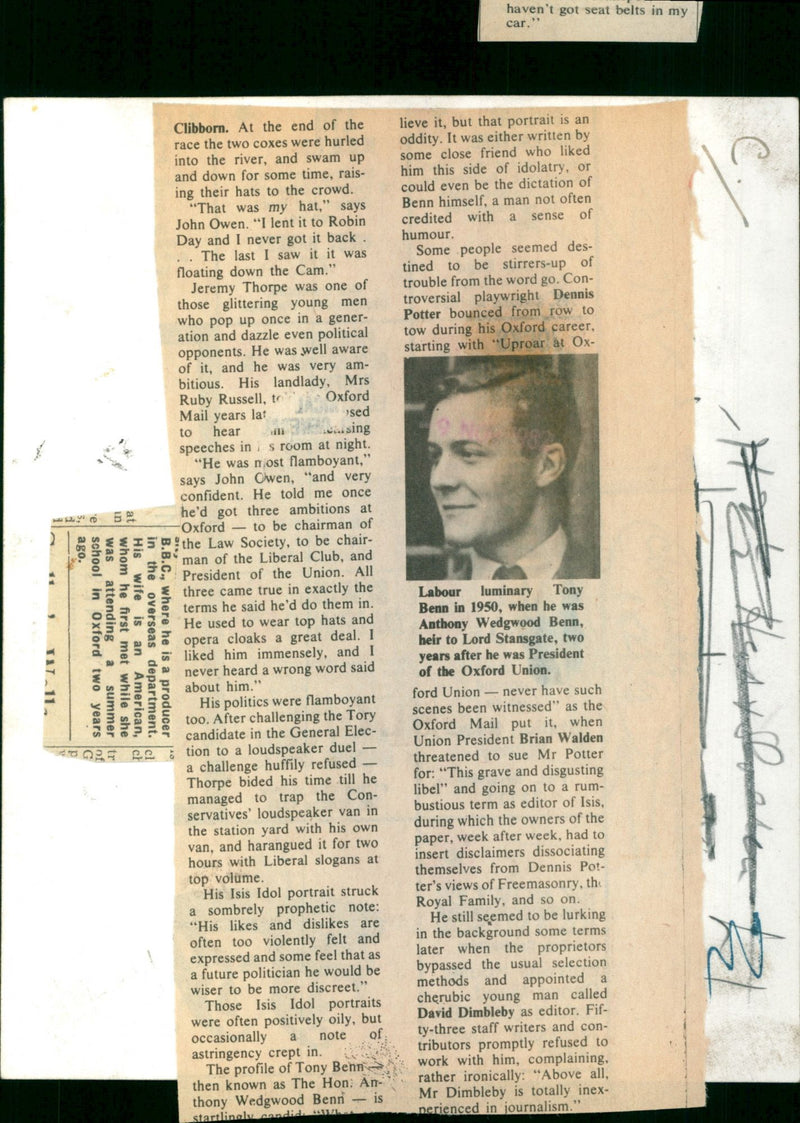 haven't got seat belts in my
car."
Clibborn. At the end of the
race the two coxes were hurled
into the river, and swam up
and down for some time, rais-
ing their hats to the crowd.
"That was my hat," says
John Owen. "I lent it to Robin
Day and I never got it back .
. . The last I saw it it was
floating down the Cam."
Jeremy Thorpe was one of
those glittering young men
who pop up once in a gener-
ation and dazzle even political
opponents. He was well aware
of it, and he was very am-
bitious. His landlady, Mrs
Ruby Russell, Oxford
Mail years
to hear
speeches in room at night.
"He was most flamboyant,"
says John Owen, "and very
confident. He told me once
he'd got three ambitions at
Oxford — to be chairman of
the Law Society, to be chair-
man of the Liberal Club, and
President of the Union. All
three came true in exactly the
terms he said he'd do them in.
He used to wear top hats and
opera cloaks a great deal. I
liked him immensely, and I
never heard a wrong word said
about him."
His politics were flamboyant
too. After challenging the Tory
candidate in the General Elec-
tion to a loudspeaker duel —
a challenge huffily refused —
Thorpe bided his time till he
managed to trap the Con-
servatives' loudspeaker van in
the station yard with his own
van, and harangued it for two
hours with Liberal slogans at
top volume.
His Isis Idol portrait struck
a sombrely prophetic note:
"His likes and dislikes are
often too violently felt and
expressed and some feel that as
a future politician he would be
wiser to be more discreet."
Those Isis Idol portraits
were often positively oily, but
occasionally a note of
astringency crept in.
The profile of Tony Benn —
then known as The Hon. An-
thony Wedgwood Benn — is
startlingly candid: "What
lieve it, but that portrait is an
oddity. It was either written by
some close friend who liked
him this side of idolatry, or
could even be the dictation of
Benn himself, a man not often
credited with a sense of
humour.
Some people seemed des-
tined to be stirrers-up of
trouble from the word go. Con-
troversial playwright Dennis
Potter bounced from row to
tow during his Oxford career,
starting with "Uproar at Ox-
Labour luminary Tony
Benn in 1950, when he was
Anthony Wedgwood Benn,
heir to Lord Stansgate, two
years after he was President
of the Oxford Union.
ford Union — never have such
scenes been witnessed" as the
Oxford Mail put it, when
Union President Brian Walden
threatened to sue Mr Potter
for: "This grave and disgusting
libel" and going on to a rum-
bustious term as editor of Isis,
during which the owners of the
paper, week after week, had to
insert disclaimers dissociating
themselves from Dennis Pot-
ter's views of Freemasonry, the
Royal Family, and so on.
He still seemed to be lurking
in the background some terms
later when the proprietors
bypassed the usual selection
methods and appointed a
cherubic young man called
David Dimbleby as editor. Fif-
ty-three staff writers and con-
tributors promptly refused to
work with him, complaining,
rather ironically: "Above all,
Mr Dimbleby is totally inex-
perienced in journalism."
B.B.C., where he is a producer
in the overseas department.
His wife is an American,
whom he first met while she
was attending a summer
school in Oxford two years
ago.